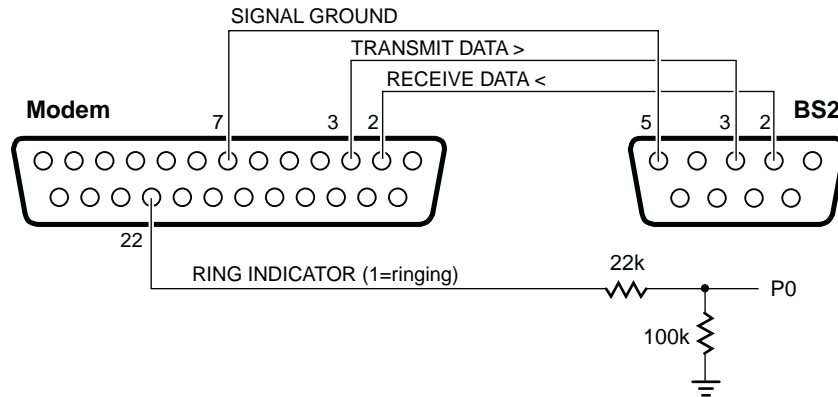 SIGNAL GROUND
TRANSMIT DATA >
RECEIVE DATA <
Modem
7 3 2
5 3 2
BS2
22
RING INDICATOR (1=ringing)
22k
P0
100k